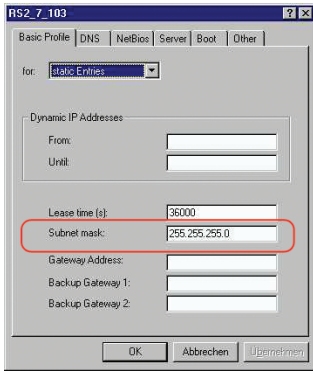 RS2_7_103
Basic Profile DNS NetBios Server Boot Other
for: static Entries
Dynamic IP Addresses
From:
Until:
Lease time (s): 36000
Subnet mask: 255.255.255.0
Gateway Address:
Backup Gateway 1:
Backup Gateway 2:
OK Abbrechen Übernehmen